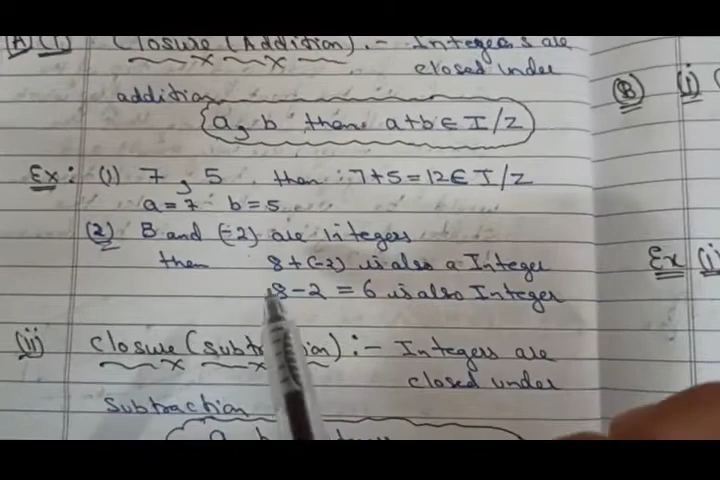 (A) (i) Closure (Addition) :- Integers are
closed under
addition
a, b then a+b ∈ I/Z
Ex: (1) 7, 5 then :7+5=12 ∈ I/Z
a=7 b=5
(2) 8 and (-2) are integers
then 8+(-2) is also a Integer
8-2 = 6 is also Integer
(ii) Closure (subtraction) :- Integers are
closed under
subtraction
(B) (i)
Ex (i)